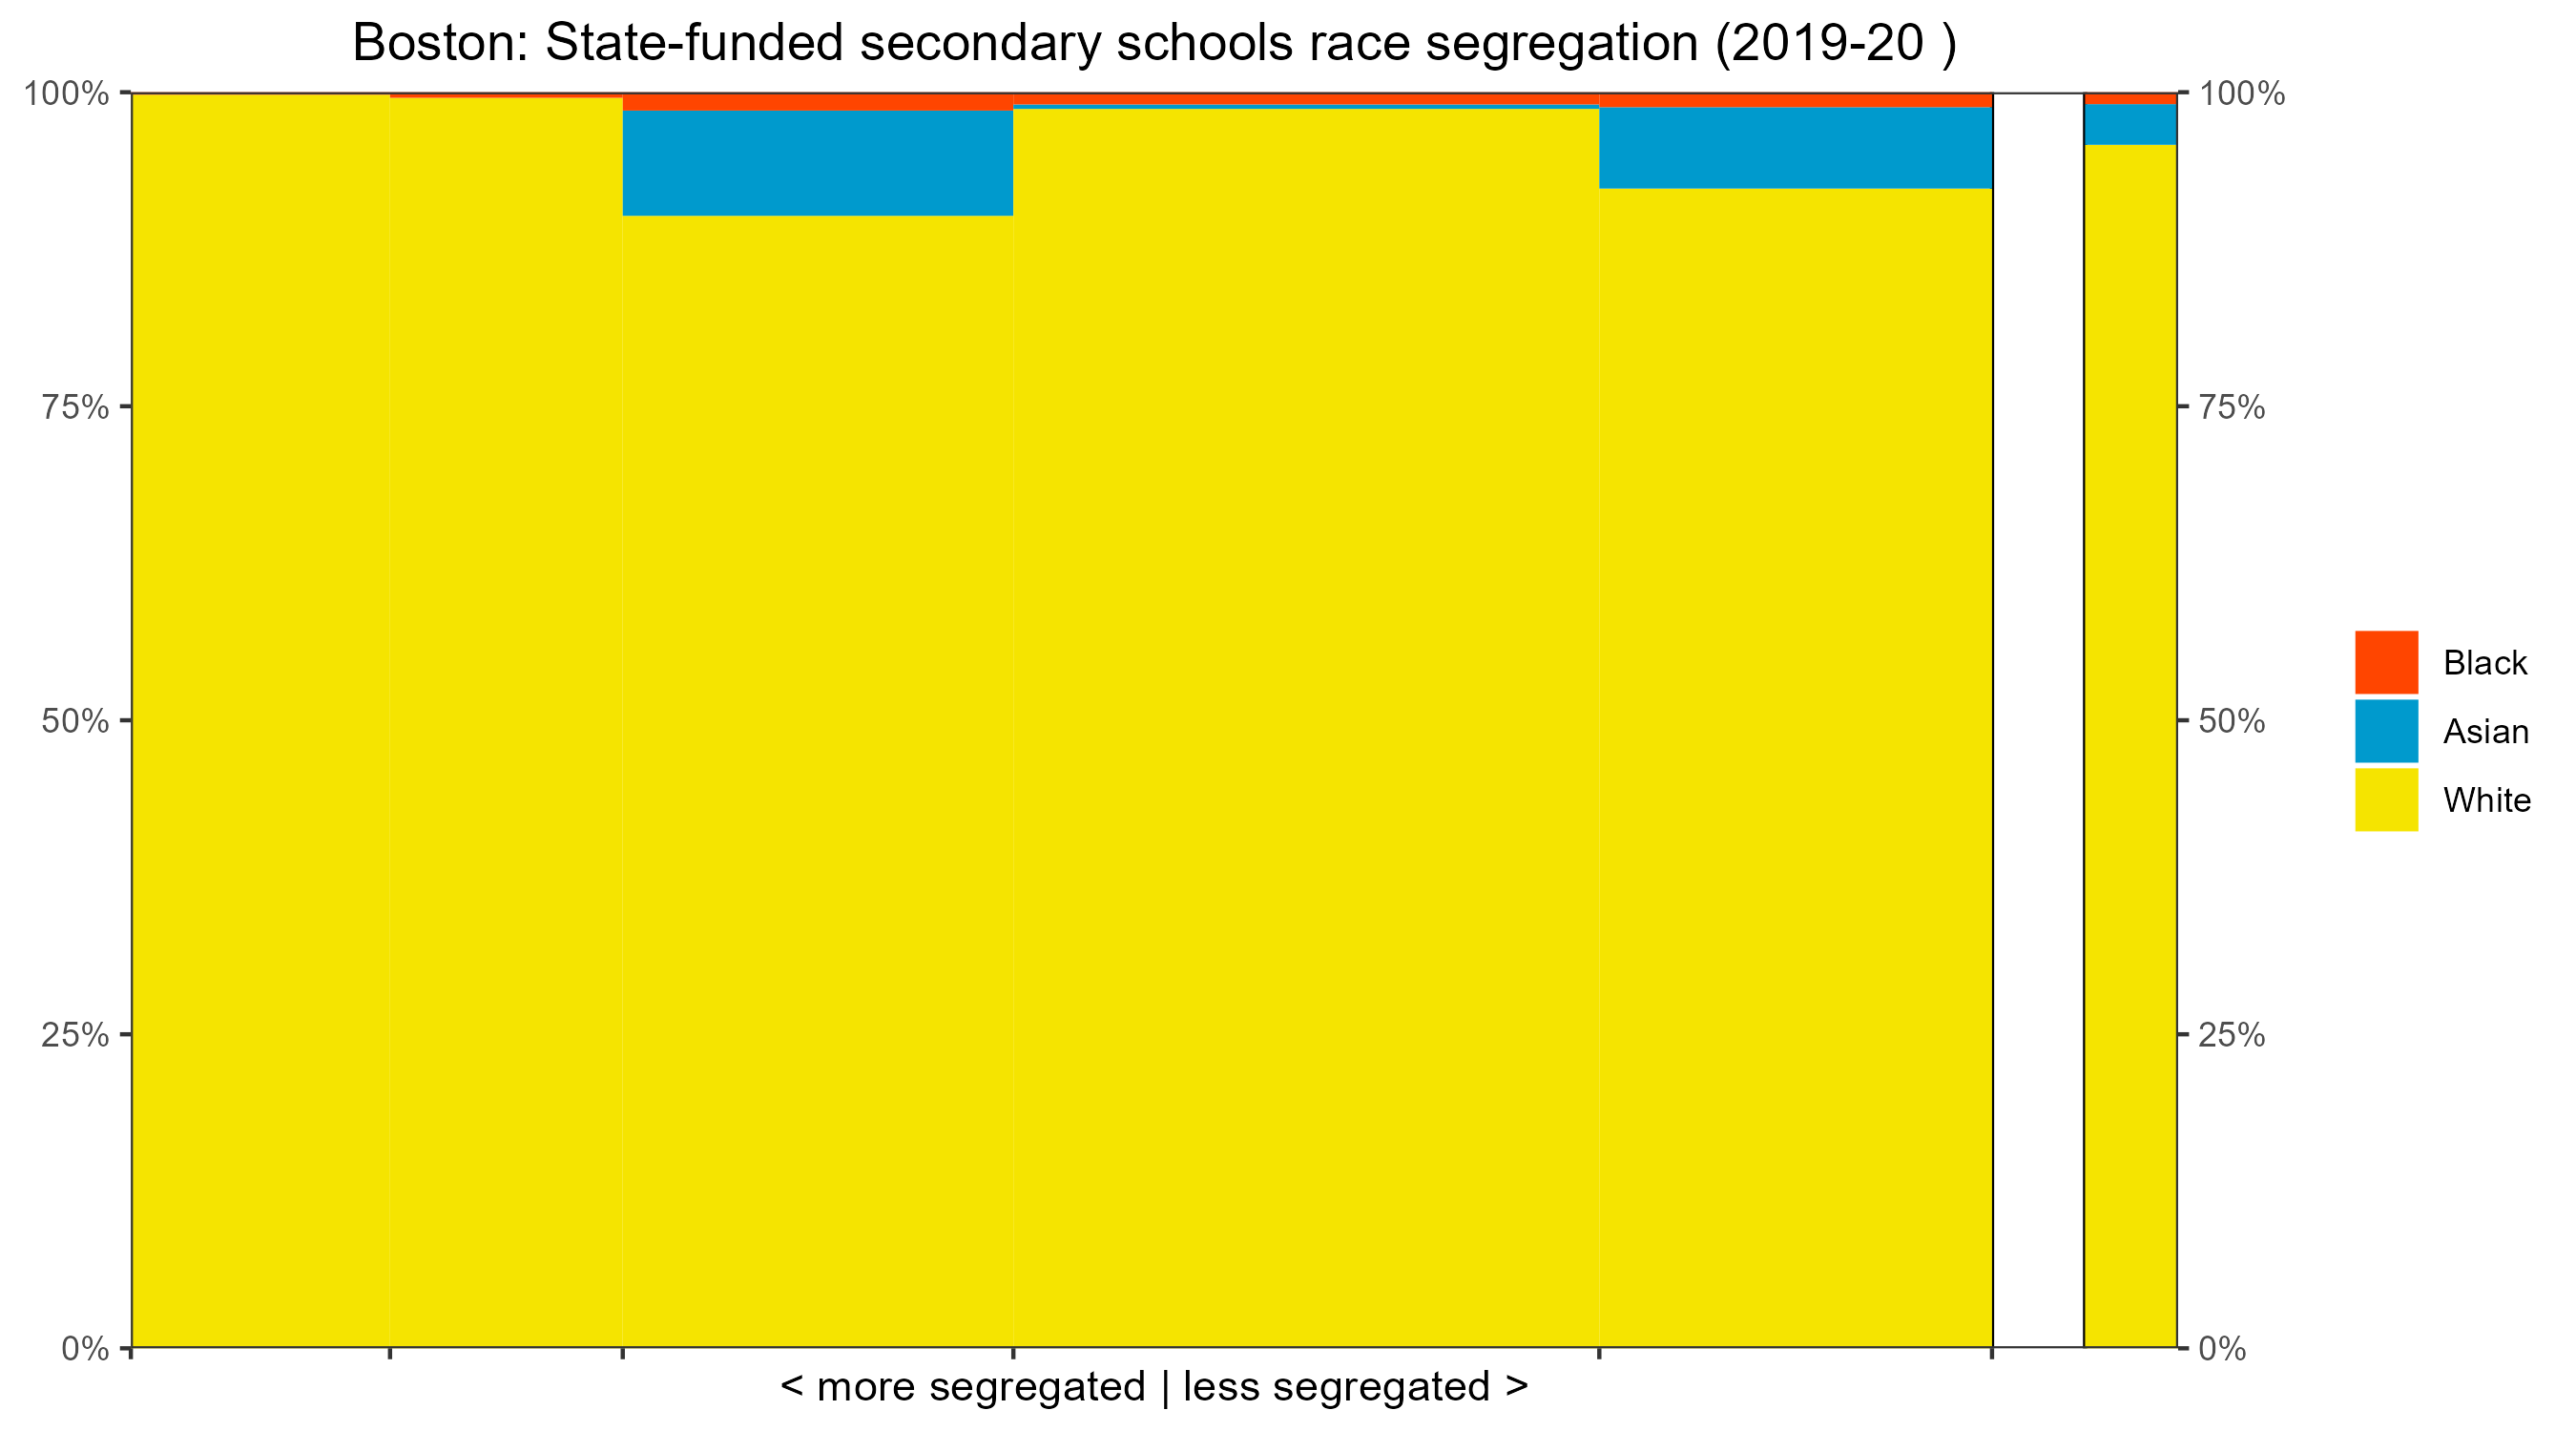 Boston: State-funded secondary schools race segregation (2019-20 )
100%
75%
50%
25%
0%
100%
75%
50%
25%
0%
Black
Asian
White
< more segregated | less segregated >